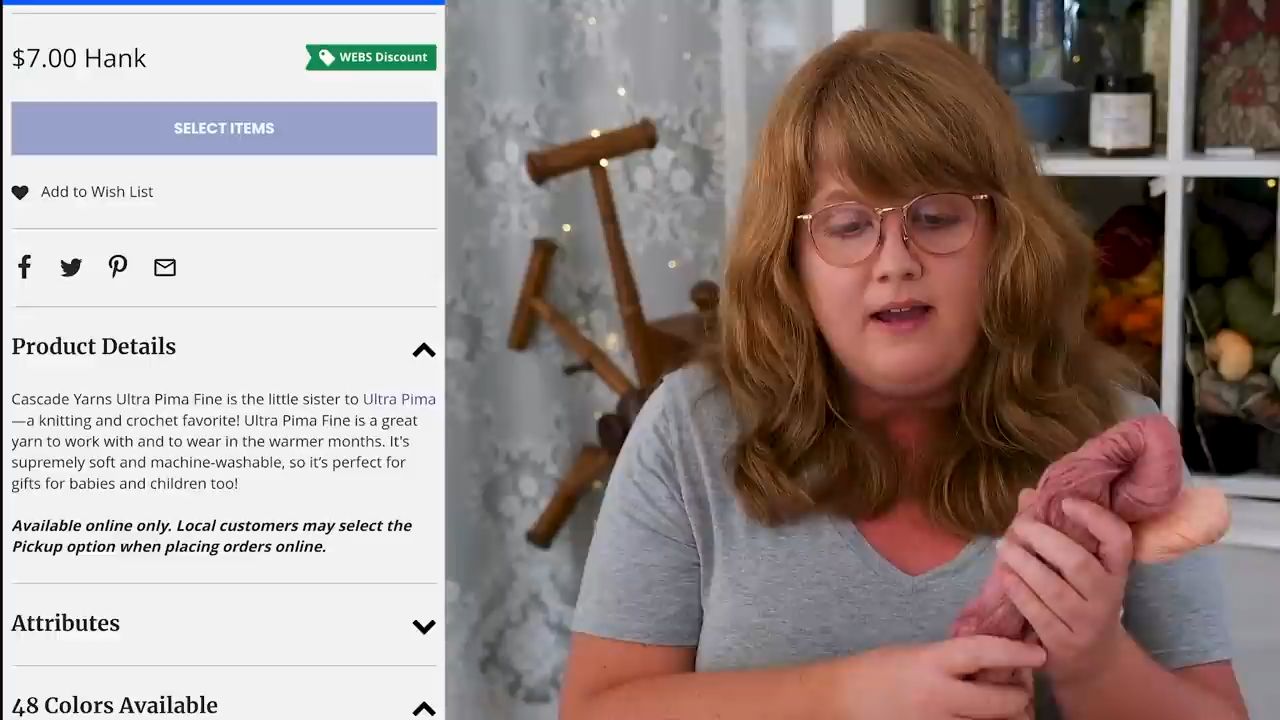 $7.00 Hank
WEBS Discount
SELECT ITEMS
Add to Wish List
Product Details
Cascade Yarns Ultra Pima Fine is the little sister to Ultra Pima
—a knitting and crochet favorite! Ultra Pima Fine is a great
yarn to work with and to wear in the warmer months. It's
supremely soft and machine-washable, so it’s perfect for
gifts for babies and children too!
Available online only. Local customers may select the
Pickup option when placing orders online.
Attributes
48 Colors Available